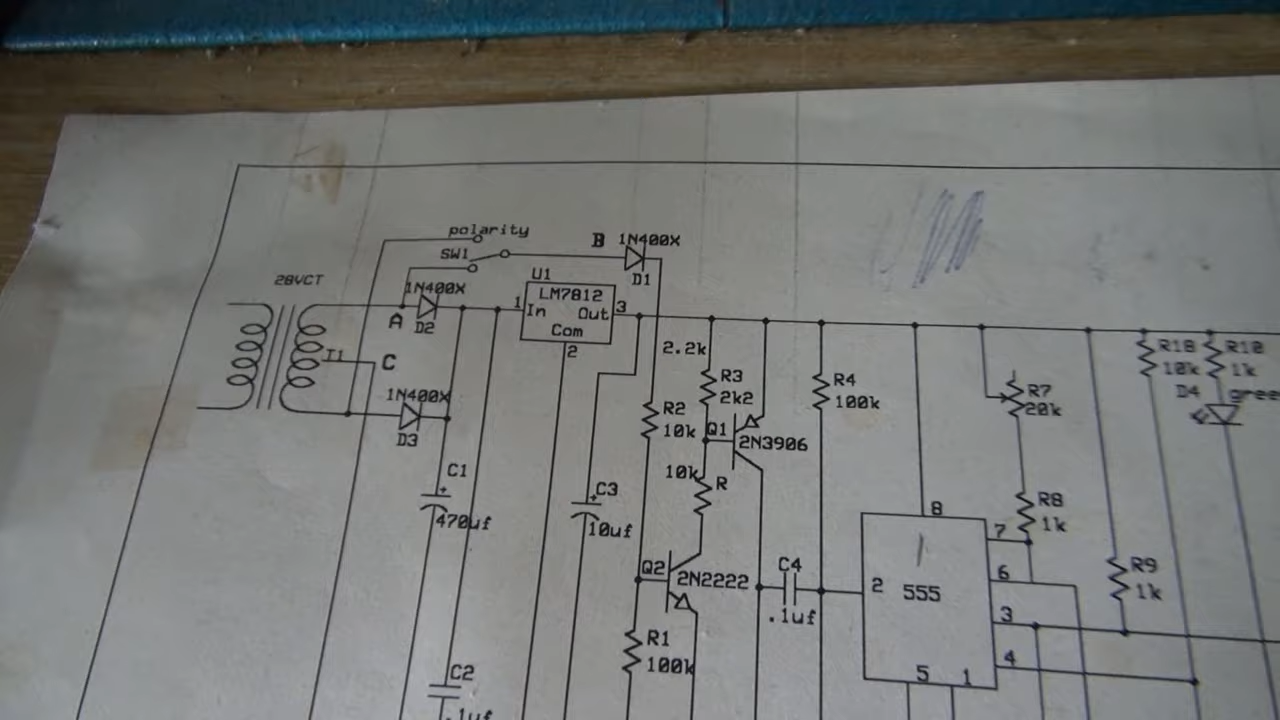 polarity
SW1
B
1N400X
D1
28VCT
1N400X
A
D2
U1
LM7812
1
In
Out
3
Com
2
T1
C
1N400X
D3
2.2k
R3
2k2
R2
10k
Q1
2N3906
R4
100k
R7
20k
R10
10k
R10
1k
D4
gree
C1
+
470uf
C3
+
10uf
10k
R
8
R8
1k
7
Q2
2N2222
C4
.1uf
2
555
6
3
4
5
1
R9
1k
R1
100k
C2
.1uf